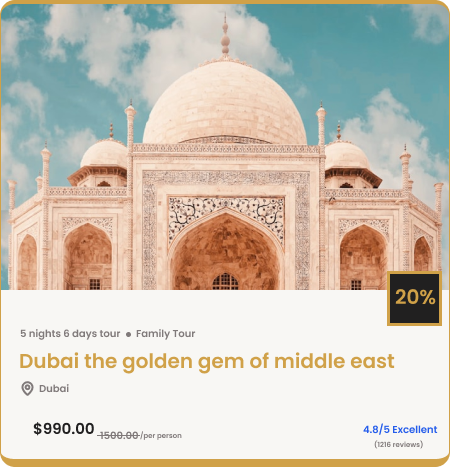 20%
5 nights 6 days tour • Family Tour
Dubai the golden gem of middle east
Dubai
$990.00 1500.00/per person
4.8/5 Excellent
(1216 reviews)